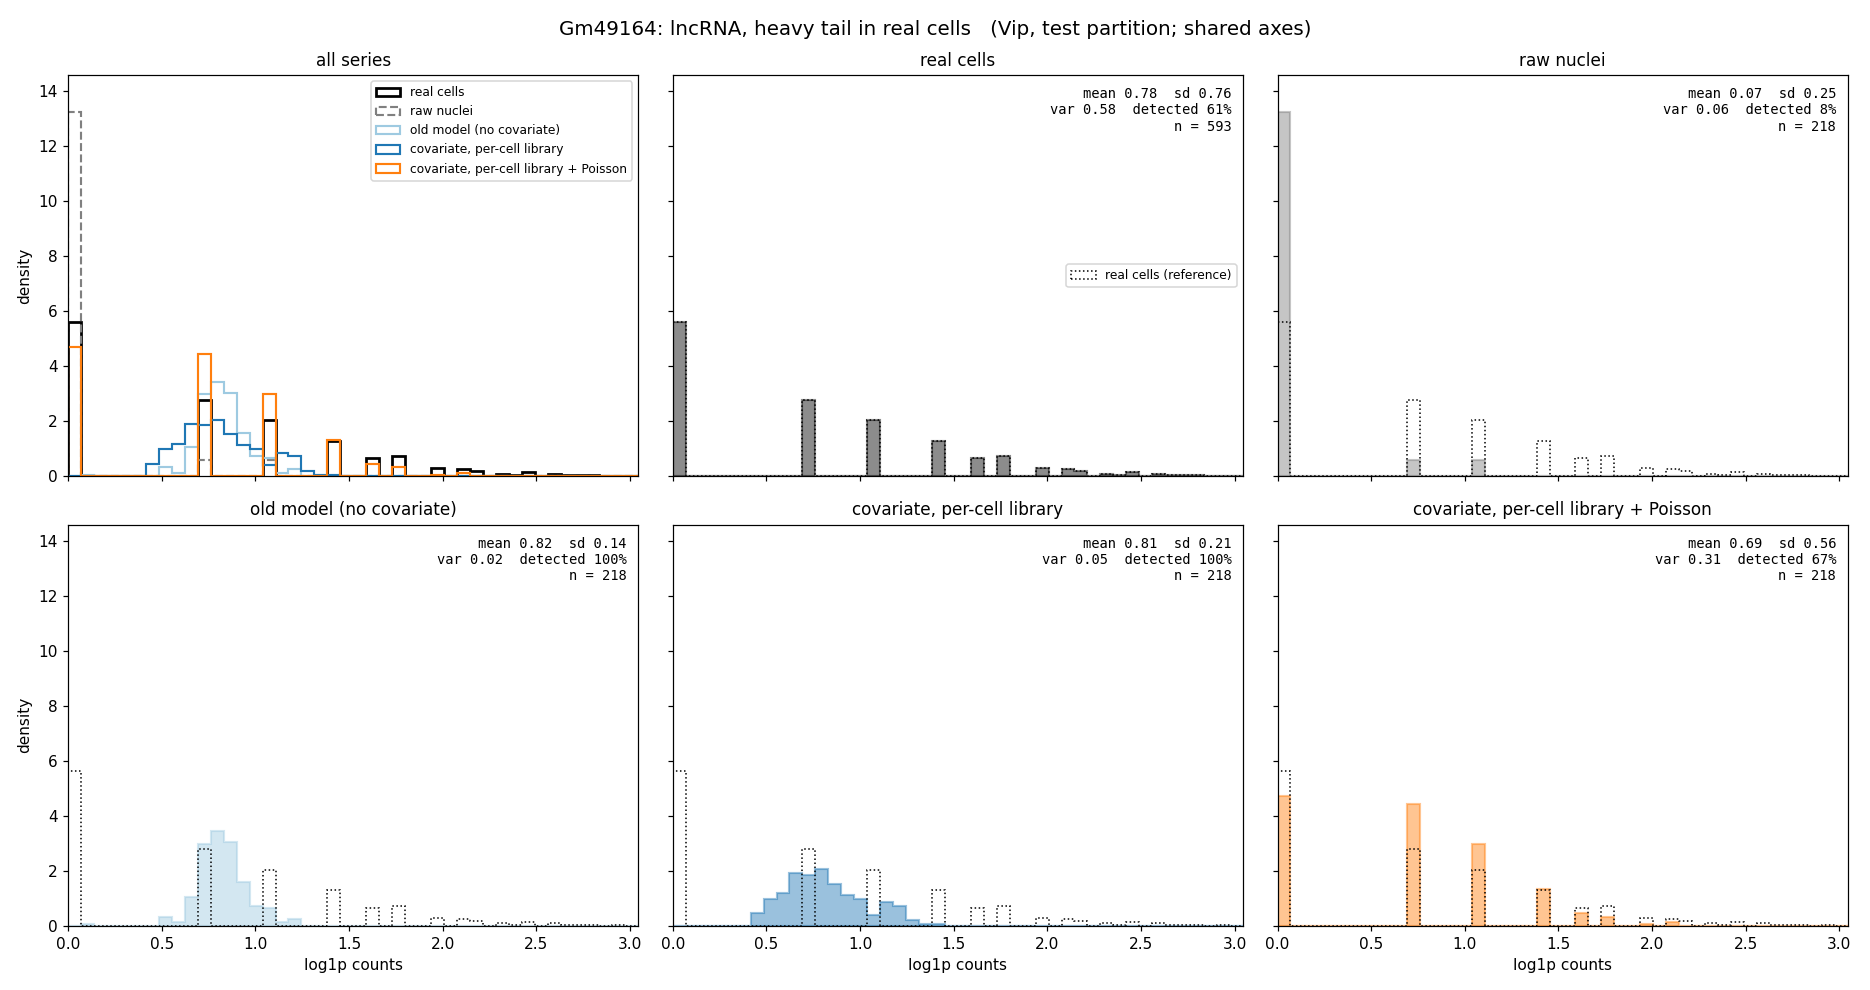 Gm49164: lncRNA, heavy tail in real cells (Vip, test partition; shared axes)
all series
real cells
raw nuclei
old model (no covariate)
covariate, per-cell library
covariate, per-cell library + Poisson
density
14
12
10
8
6
4
2
0
real cells
mean 0.78 sd 0.76
var 0.58 detected 61%
n = 593
real cells (reference)
raw nuclei
mean 0.07 sd 0.25
var 0.06 detected 8%
n = 218
old model (no covariate)
mean 0.82 sd 0.14
var 0.02 detected 100%
n = 218
density
14
12
10
8
6
4
2
0
0.0 0.5 1.0 1.5 2.0 2.5 3.0
log1p counts
covariate, per-cell library
mean 0.81 sd 0.21
var 0.05 detected 100%
n = 218
0.0 0.5 1.0 1.5 2.0 2.5 3.0
log1p counts
covariate, per-cell library + Poisson
mean 0.69 sd 0.56
var 0.31 detected 67%
n = 218
0.0 0.5 1.0 1.5 2.0 2.5 3.0
log1p counts